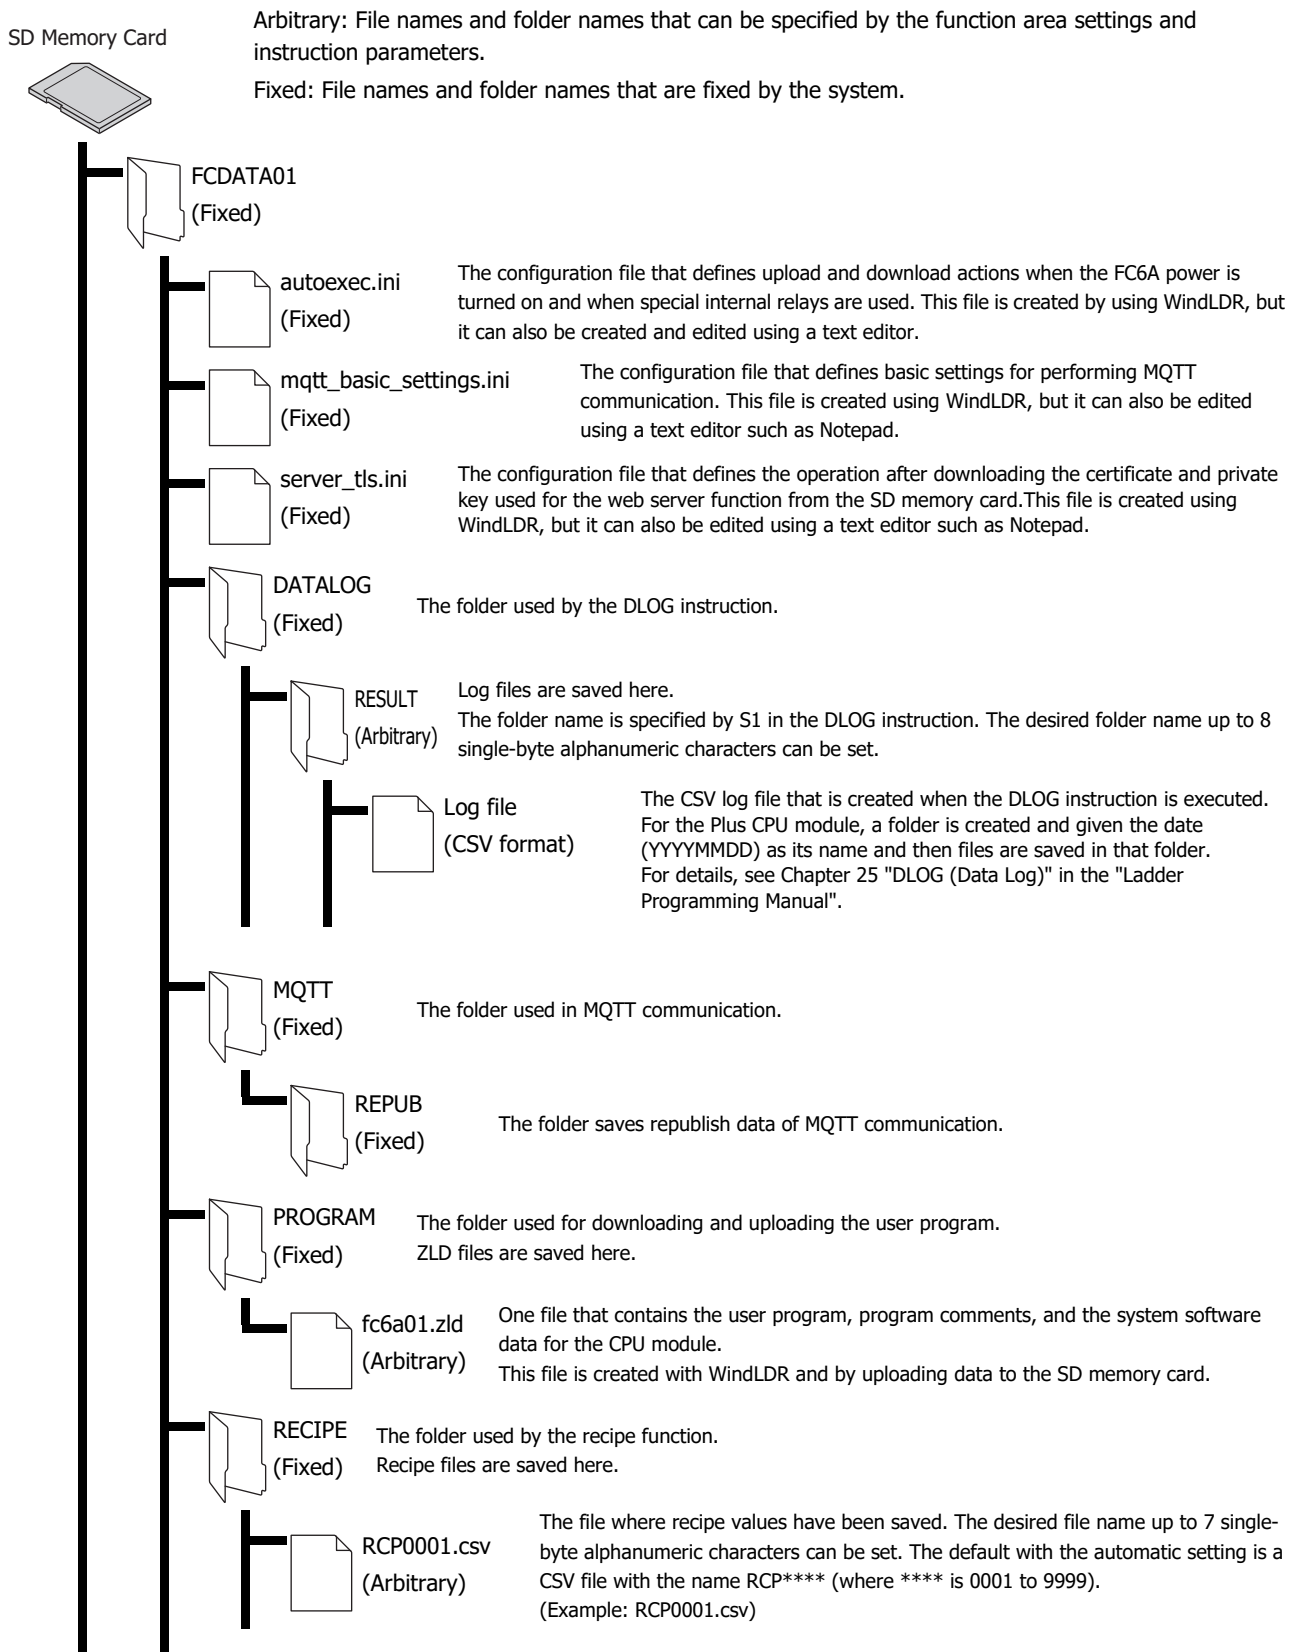 SD Memory Card
Arbitrary: File names and folder names that can be specified by the function area settings and
instruction parameters.
Fixed: File names and folder names that are fixed by the system.
FCDATA01
(Fixed)
autoexec.ini
(Fixed)
The configuration file that defines upload and download actions when the FC6A power is
turned on and when special internal relays are used. This file is created by using WindLDR, but
it can also be created and edited using a text editor.
mqtt_basic_settings.ini
(Fixed)
The configuration file that defines basic settings for performing MQTT
communication. This file is created using WindLDR, but it can also be edited
using a text editor such as Notepad.
server_tls.ini
(Fixed)
The configuration file that defines the operation after downloading the certificate and private
key used for the web server function from the SD memory card.This file is created using
WindLDR, but it can also be edited using a text editor such as Notepad.
DATALOG
(Fixed)
The folder used by the DLOG instruction.
RESULT
(Arbitrary)
Log files are saved here.
The folder name is specified by S1 in the DLOG instruction. The desired folder name up to 8
single-byte alphanumeric characters can be set.
Log file
(CSV format)
The CSV log file that is created when the DLOG instruction is executed.
For the Plus CPU module, a folder is created and given the date
(YYYYMMDD) as its name and then files are saved in that folder.
For details, see Chapter 25 "DLOG (Data Log)" in the "Ladder
Programming Manual".
MQTT
(Fixed)
The folder used in MQTT communication.
REPUB
(Fixed)
The folder saves republish data of MQTT communication.
PROGRAM
(Fixed)
The folder used for downloading and uploading the user program.
ZLD files are saved here.
fc6a01.zld
(Arbitrary)
One file that contains the user program, program comments, and the system software
data for the CPU module.
This file is created with WindLDR and by uploading data to the SD memory card.
RECIPE
(Fixed)
The folder used by the recipe function.
Recipe files are saved here.
RCP0001.csv
(Arbitrary)
The file where recipe values have been saved. The desired file name up to 7 single-
byte alphanumeric characters can be set. The default with the automatic setting is a
CSV file with the name RCP**** (where **** is 0001 to 9999).
(Example: RCP0001.csv)